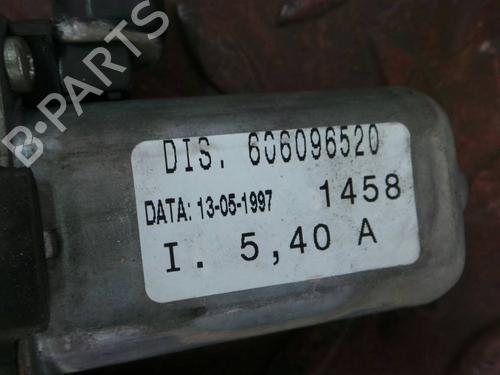 B-PARTS
DIS. 606096520
DATA: 13-05-1997 1458
I. 5,40 A